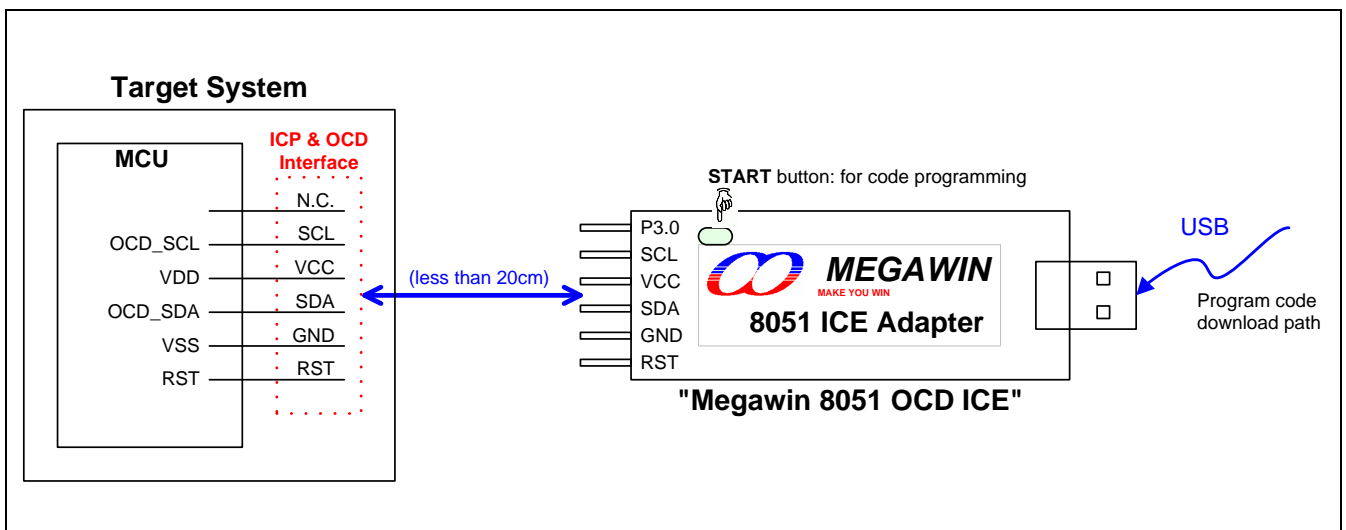 Target System
MCU
ICP & OCD
Interface
N.C.
OCD_SCL
SCL
VDD
VCC
OCD_SDA
SDA
VSS
GND
RST
RST
(less than 20cm)
START button: for code programming
P3.0
SCL
VCC
SDA
GND
RST
MEGAWIN
MAKE YOU WIN
8051 ICE Adapter
"Megawin 8051 OCD ICE"
USB
Program code
download path